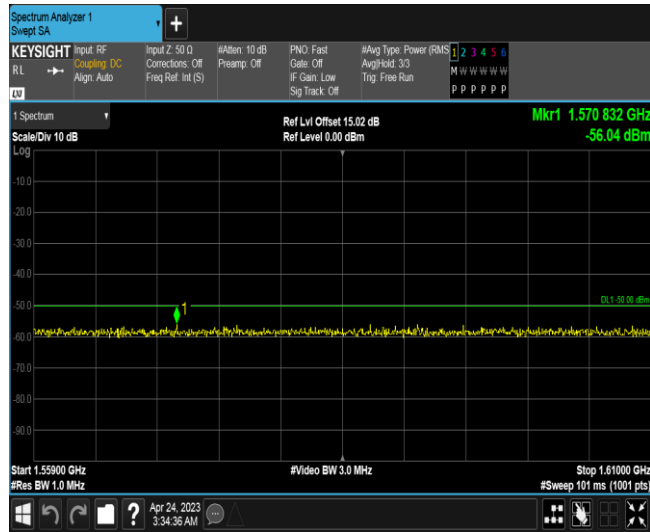 Spectrum Analyzer 1
Swept SA
+
KEYSIGHT
RL
LXI
Input: RF
Coupling: DC
Align: Auto
Input Z: 50 Ω
Corrections: Off
Freq Ref: Int (S)
#Atten: 10 dB
Preamp: Off
PNO: Fast
Gate: Off
IF Gain: Low
Sig Track: Off
#Avg Type: Power (RMS
Avg|Hold: 3/3
Trig: Free Run
1 2 3 4 5 6
M W W W W W
P P P P P P
1 Spectrum
Scale/Div 10 dB
Log
Ref Lvl Offset 15.02 dB
Ref Level 0.00 dBm
Mkr1 1.570 832 GHz
-56.04 dBm
-10.0
-20.0
-30.0
-40.0
-50.0
-60.0
-70.0
-80.0
-90.0
1
DL1 -50.00 dBm
Start 1.55900 GHz
#Res BW 1.0 MHz
#Video BW 3.0 MHz
Stop 1.61000 GHz
#Sweep 101 ms (1001 pts)
?
Apr 24, 2023
3:34:36 AM